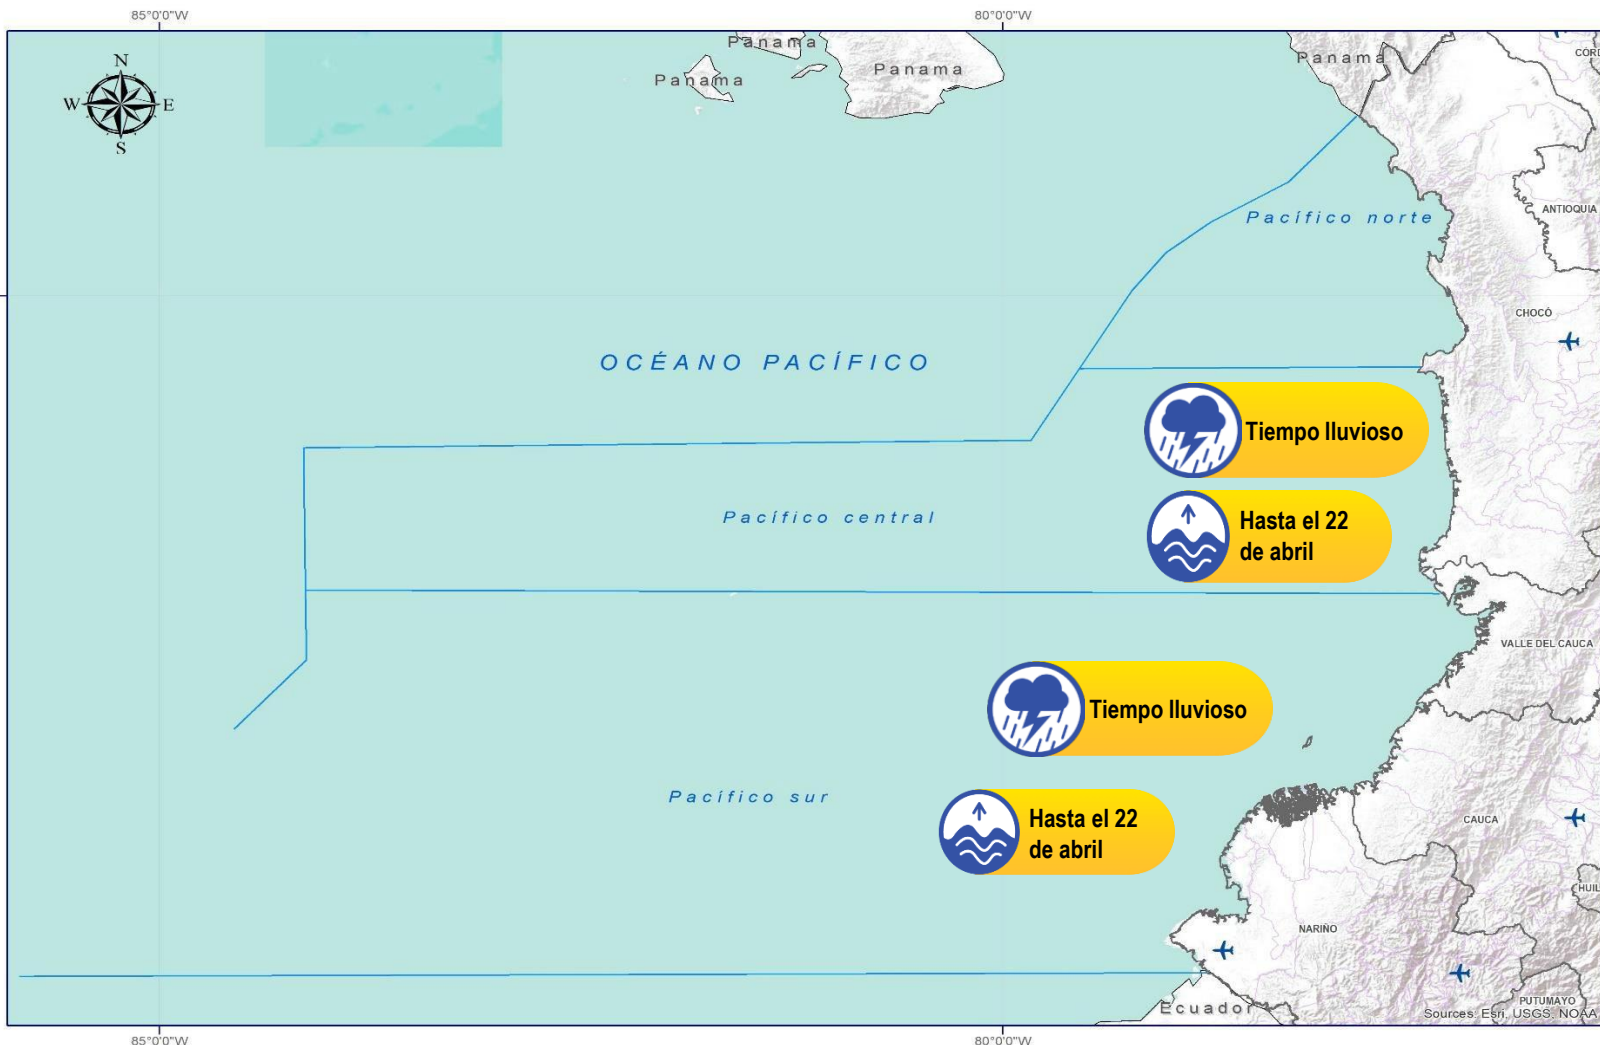 85°0'0"W
80°0'0"W
Panama
Panama
Panama
Panama
N
W
E
S
ANTIOQUIA
Pacífico norte
CHOCÓ
OCÉANO PACÍFICO
Tiempo lluvioso
Pacífico central
Hasta el 22
de abril
VALLE DEL CAUCA
Tiempo lluvioso
Pacífico sur
Hasta el 22
de abril
CAUCA
HUIL
NARIÑO
PUTUMAYO
Ecuador
Sources: Esri, USGS, NOAA
85°0'0"W
80°0'0"W